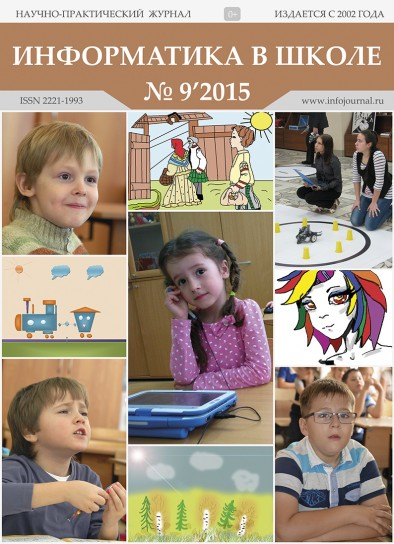 НАУЧНО-ПРАКТИЧЕСКИЙ ЖУРНАЛ 0+ ИЗДАЕТСЯ С 2002 ГОДА
ИНФОРМАТИКА В ШКОЛЕ
№ 9'2015
ISSN 2221-1993 www.infojournal.ru